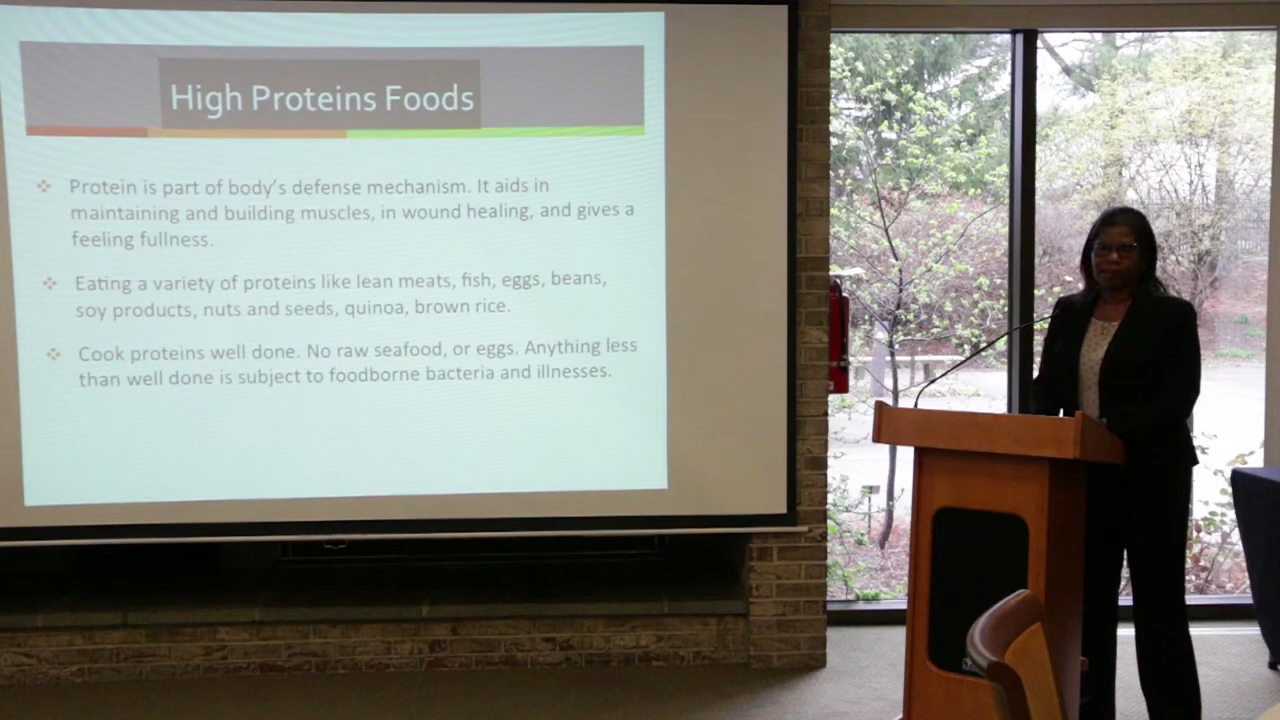 High Proteins Foods
Protein is part of body's defense mechanism. It aids in
maintaining and building muscles, in wound healing, and gives a
feeling fullness.
Eating a variety of proteins like lean meats, fish, eggs, beans,
soy products, nuts and seeds, quinoa, brown rice.
Cook proteins well done. No raw seafood, or eggs. Anything less
than well done is subject to foodborne bacteria and illnesses.